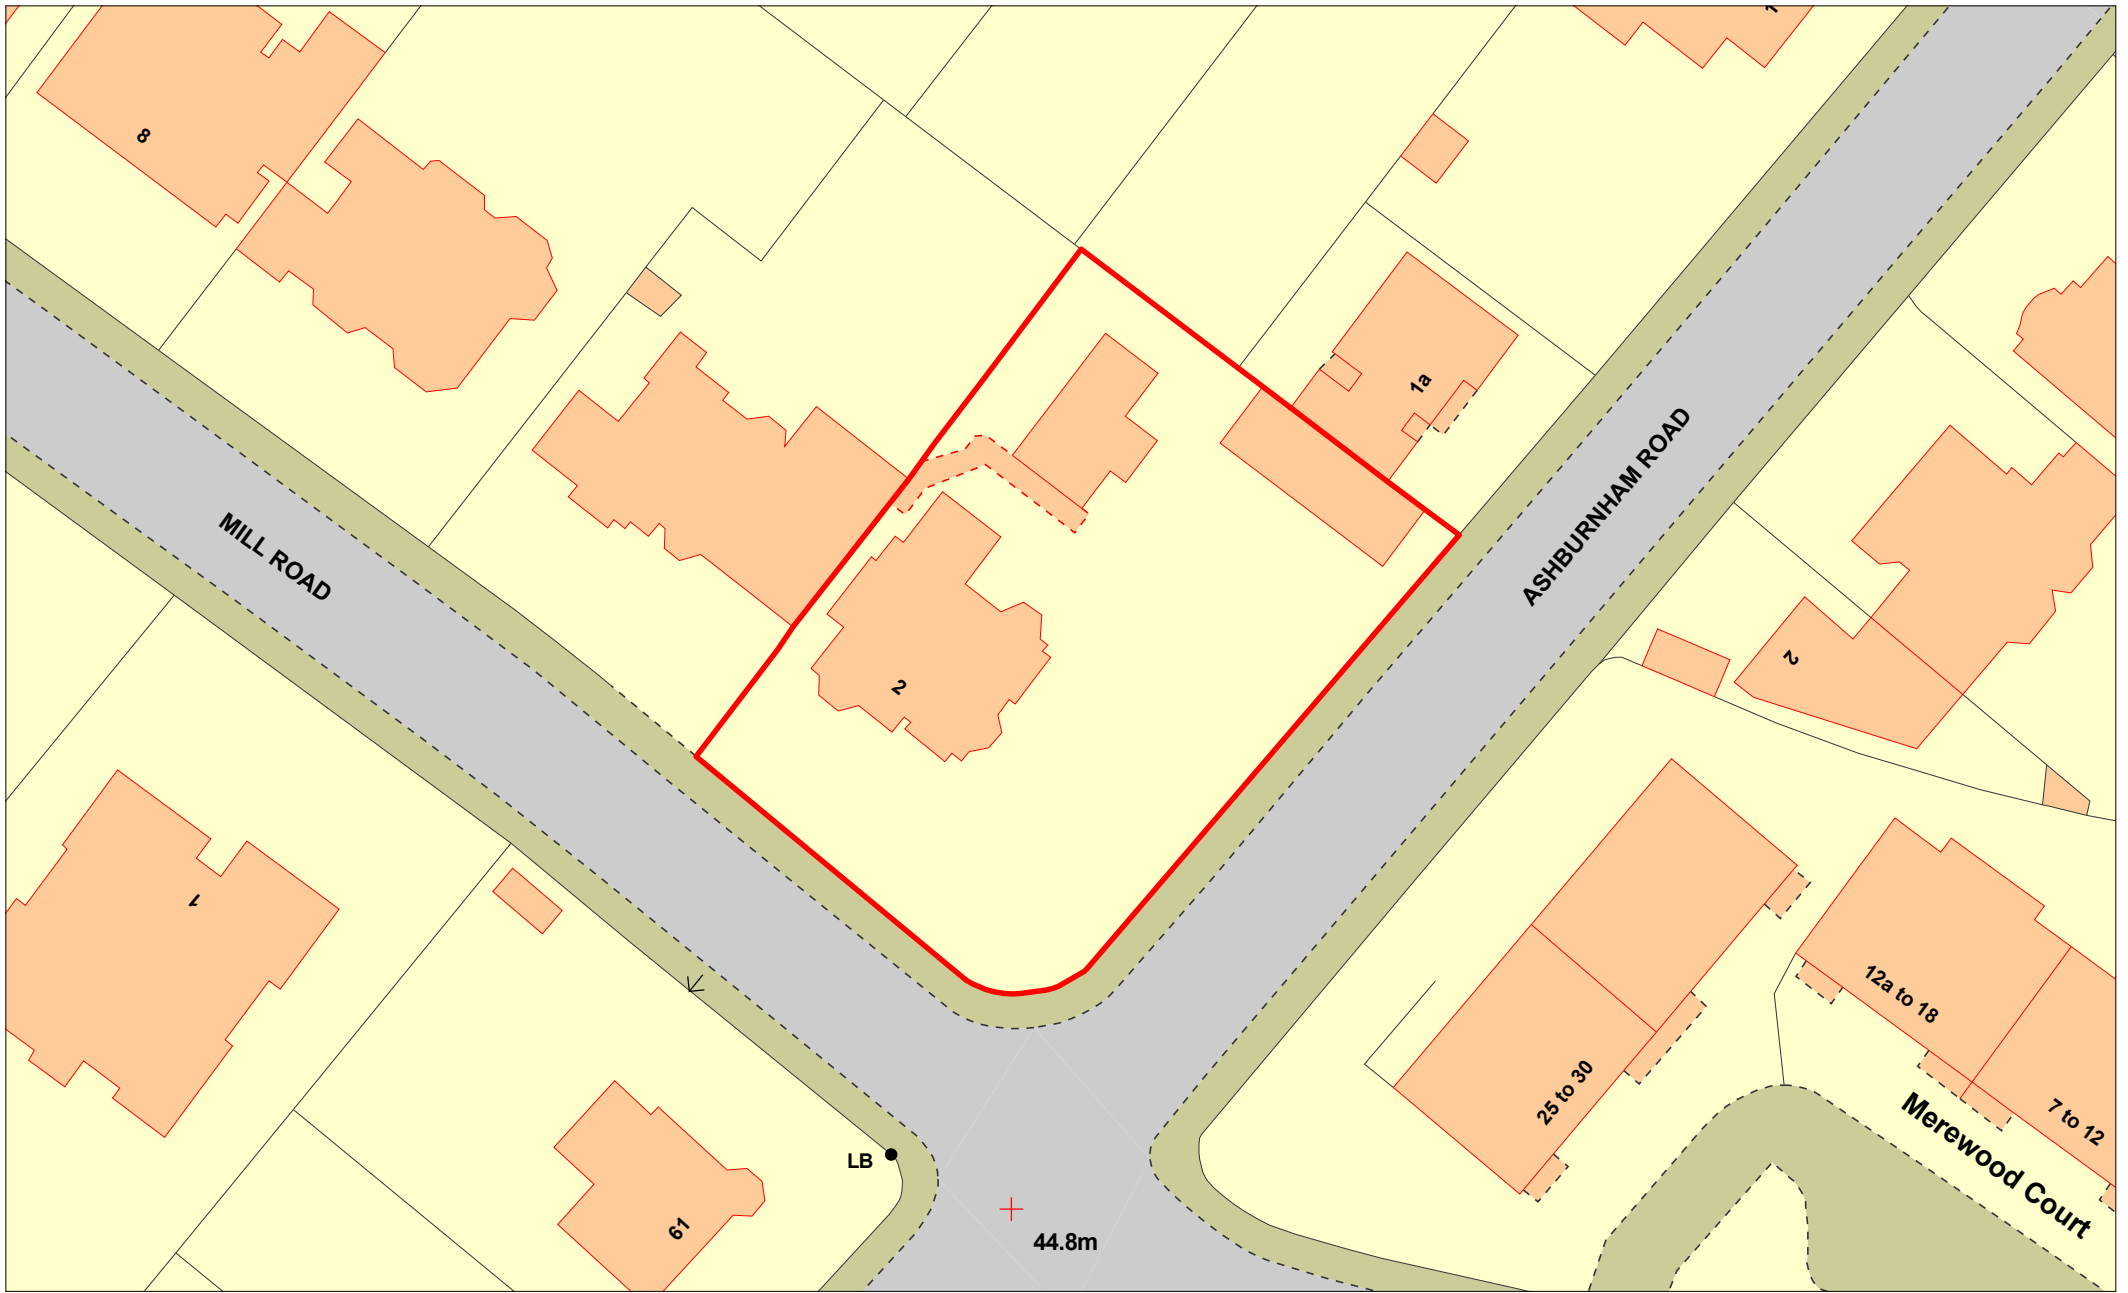 8
1a
ASHBURNHAM ROAD
MILL ROAD
2
2
1
12a to 18
25 to 30
7 to 12
Merewood Court
LB
61
44.8m